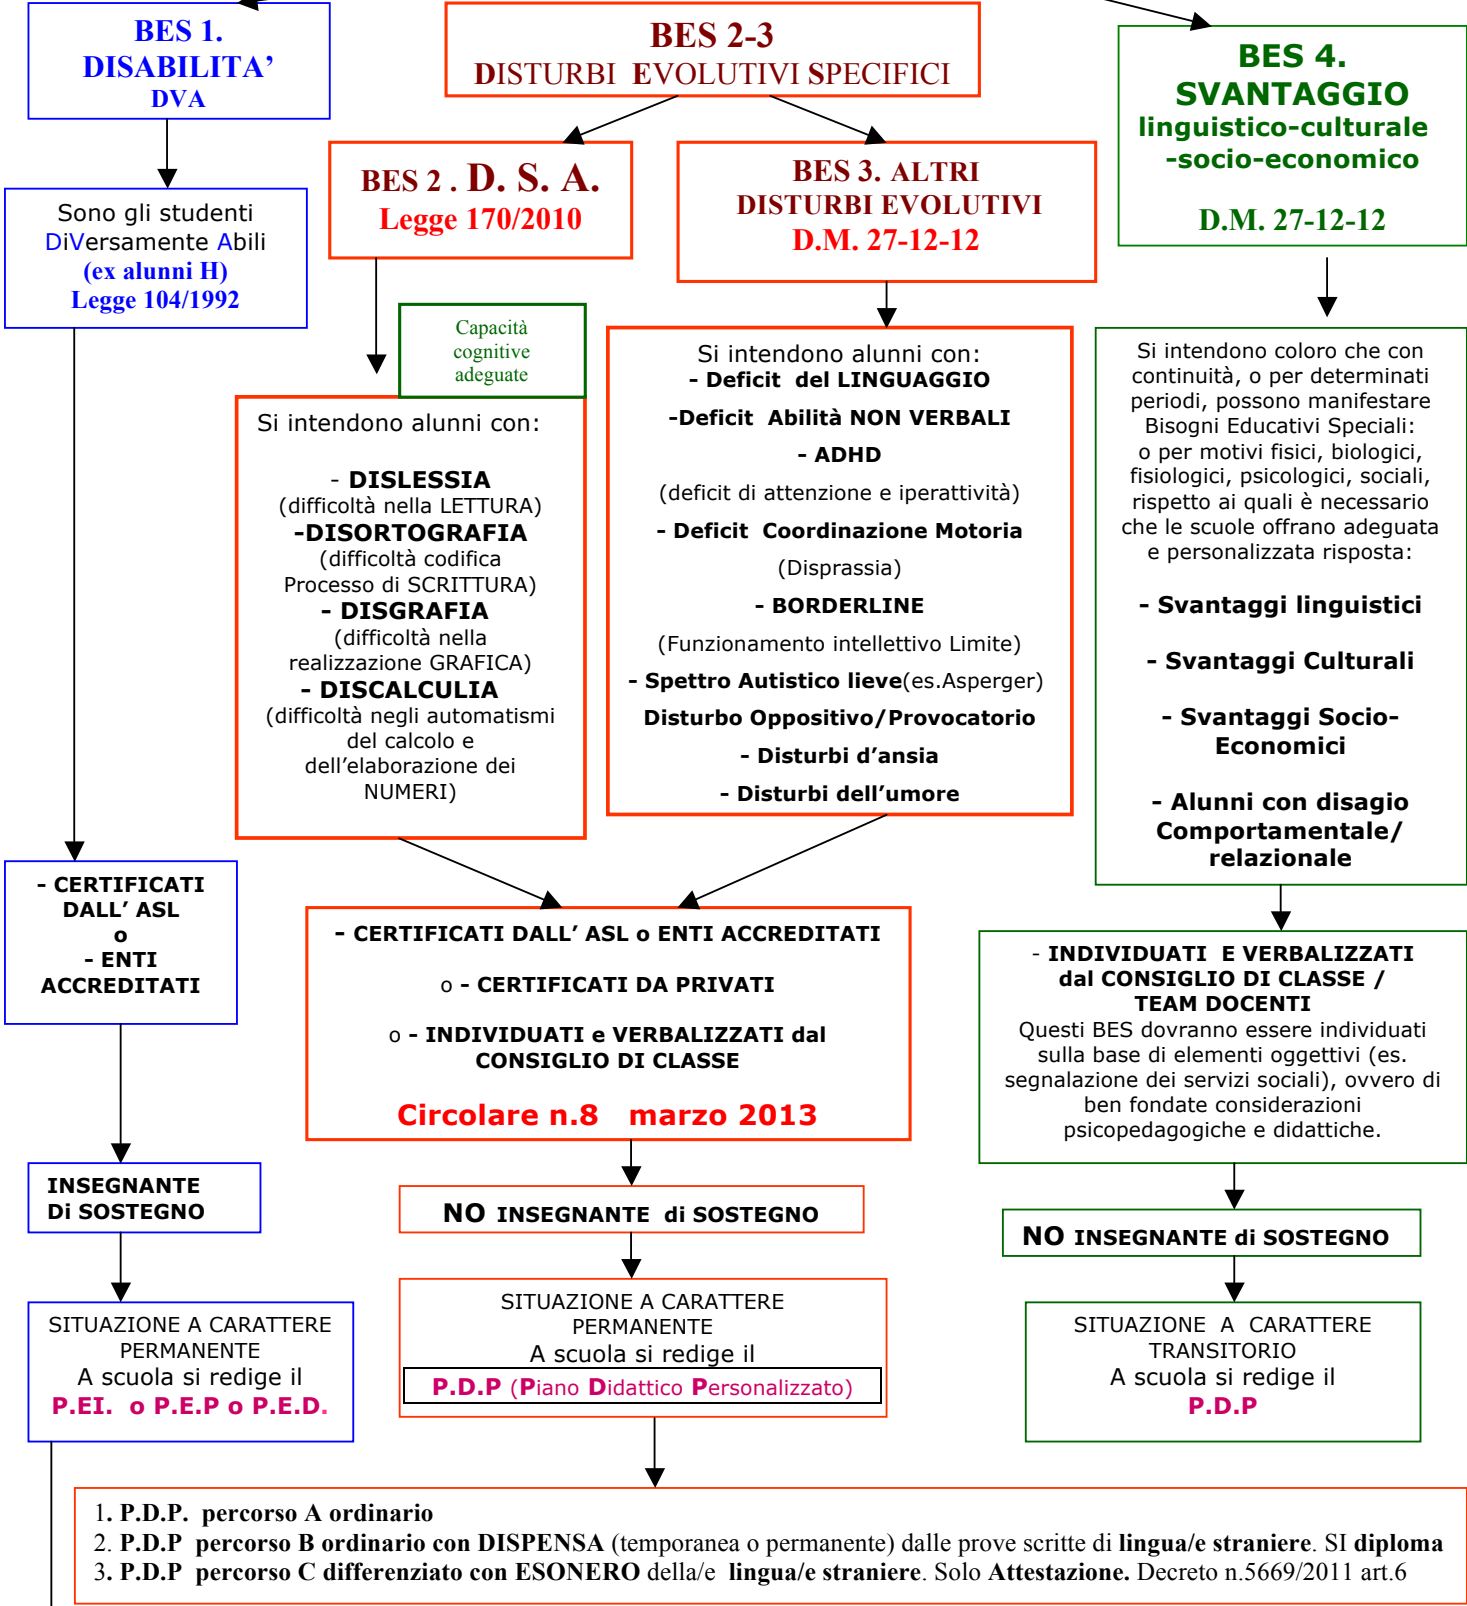 BES 1.
DISABILITA’
DVA
BES 2-3
DISTURBI EVOLUTIVI SPECIFICI
BES 4.
SVANTAGGIO
linguistico-culturale
-socio-economico
D.M. 27-12-12
BES 2 . D. S. A.
Legge 170/2010
BES 3. ALTRI
DISTURBI EVOLUTIVI
D.M. 27-12-12
Sono gli studenti
DiVersamente Abili
(ex alunni H)
Legge 104/1992
Capacità
cognitive
adeguate
Si intendono alunni con:
- DISLESSIA
(difficoltà nella LETTURA)
-DISORTOGRAFIA
(difficoltà codifica
Processo di SCRITTURA)
- DISGRAFIA
(difficoltà nella
realizzazione GRAFICA)
- DISCALCULIA
(difficoltà negli automatismi
del calcolo e
dell’elaborazione dei
NUMERI)
Si intendono alunni con:
- Deficit del LINGUAGGIO
-Deficit Abilità NON VERBALI
- ADHD
(deficit di attenzione e iperattività)
- Deficit Coordinazione Motoria
(Disprassia)
- BORDERLINE
(Funzionamento intellettivo Limite)
- Spettro Autistico lieve(es.Asperger)
Disturbo Oppositivo/Provocatorio
- Disturbi d'ansia
- Disturbi dell’umore
Si intendono coloro che con
continuità, o per determinati
periodi, possono manifestare
Bisogni Educativi Speciali:
o per motivi fisici, biologici,
fisiologici, psicologici, sociali,
rispetto ai quali è necessario
che le scuole offrano adeguata
e personalizzata risposta:
- Svantaggi linguistici
- Svantaggi Culturali
- Svantaggi Socio-
Economici
- Alunni con disagio
Comportamentale/
relazionale
- CERTIFICATI
DALL’ ASL
o
- ENTI
ACCREDITATI
- CERTIFICATI DALL’ ASL o ENTI ACCREDITATI
o - CERTIFICATI DA PRIVATI
o - INDIVIDUATI e VERBALIZZATI dal
CONSIGLIO DI CLASSE
Circolare n.8 marzo 2013
- INDIVIDUATI E VERBALIZZATI
dal CONSIGLIO DI CLASSE /
TEAM DOCENTI
Questi BES dovranno essere individuati
sulla base di elementi oggettivi (es.
segnalazione dei servizi sociali), ovvero di
ben fondate considerazioni
psicopedagogiche e didattiche.
INSEGNANTE
Di SOSTEGNO
NO INSEGNANTE di SOSTEGNO
NO INSEGNANTE di SOSTEGNO
SITUAZIONE A CARATTERE
PERMANENTE
A scuola si redige il
P.EI. o P.E.P o P.E.D.
SITUAZIONE A CARATTERE
PERMANENTE
A scuola si redige il
P.D.P (Piano Didattico Personalizzato)
SITUAZIONE A CARATTERE
TRANSITORIO
A scuola si redige il
P.D.P
1. P.D.P. percorso A ordinario
2. P.D.P percorso B ordinario con DISPENSA (temporanea o permanente) dalle prove scritte di lingua/e straniere. SI diploma
3. P.D.P percorso C differenziato con ESONERO della/e lingua/e straniere. Solo Attestazione. Decreto n.5669/2011 art.6